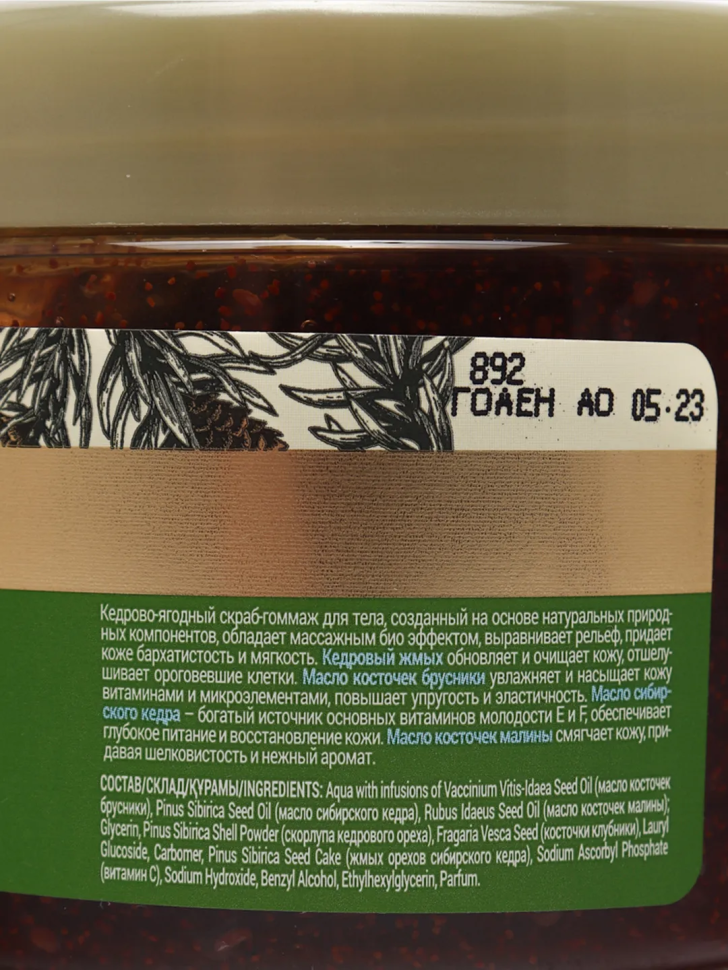 892
ГОДЕН ДО 05.23
Кедрово-ягодный скраб-гоммаж для тела, созданный на основе натуральных природ-
ных компонентов, обладает массажным био эффектом, выравнивает рельеф, придает
коже бархатистость и мягкость. Кедровый жмых обновляет и очищает кожу, отшелу-
шивает ороговевшие клетки. Масло косточек брусники увлажняет и насыщает кожу
витаминами и микроэлементами, повышает упругость и эластичность. Масло сибир-
ского кедра – богатый источник основных витаминов молодости Е и F, обеспечивает
глубокое питание и восстановление кожи. Масло косточек малины смягчает кожу, при-
давая шелковистость и нежный аромат.
СОСТАВ/СКЛАД/ҚҰРАМЫ/INGREDIENTS: Aqua with infusions of Vaccinium Vitis-Idaea Seed Oil (масло косточек
брусники), Pinus Sibirica Seed Oil (масло сибирского кедра), Rubus Idaeus Seed Oil (масло косточек малины);
Glycerin, Pinus Sibirica Shell Powder (скорлупа кедрового ореха), Fragaria Vesca Seed (косточки клубники), Lauryl
Glucoside, Carbomer, Pinus Sibirica Seed Cake (жмых орехов сибирского кедра), Sodium Ascorbyl Phosphate
(витамин С), Sodium Hydroxide, Benzyl Alcohol, Ethylhexylglycerin, Parfum.